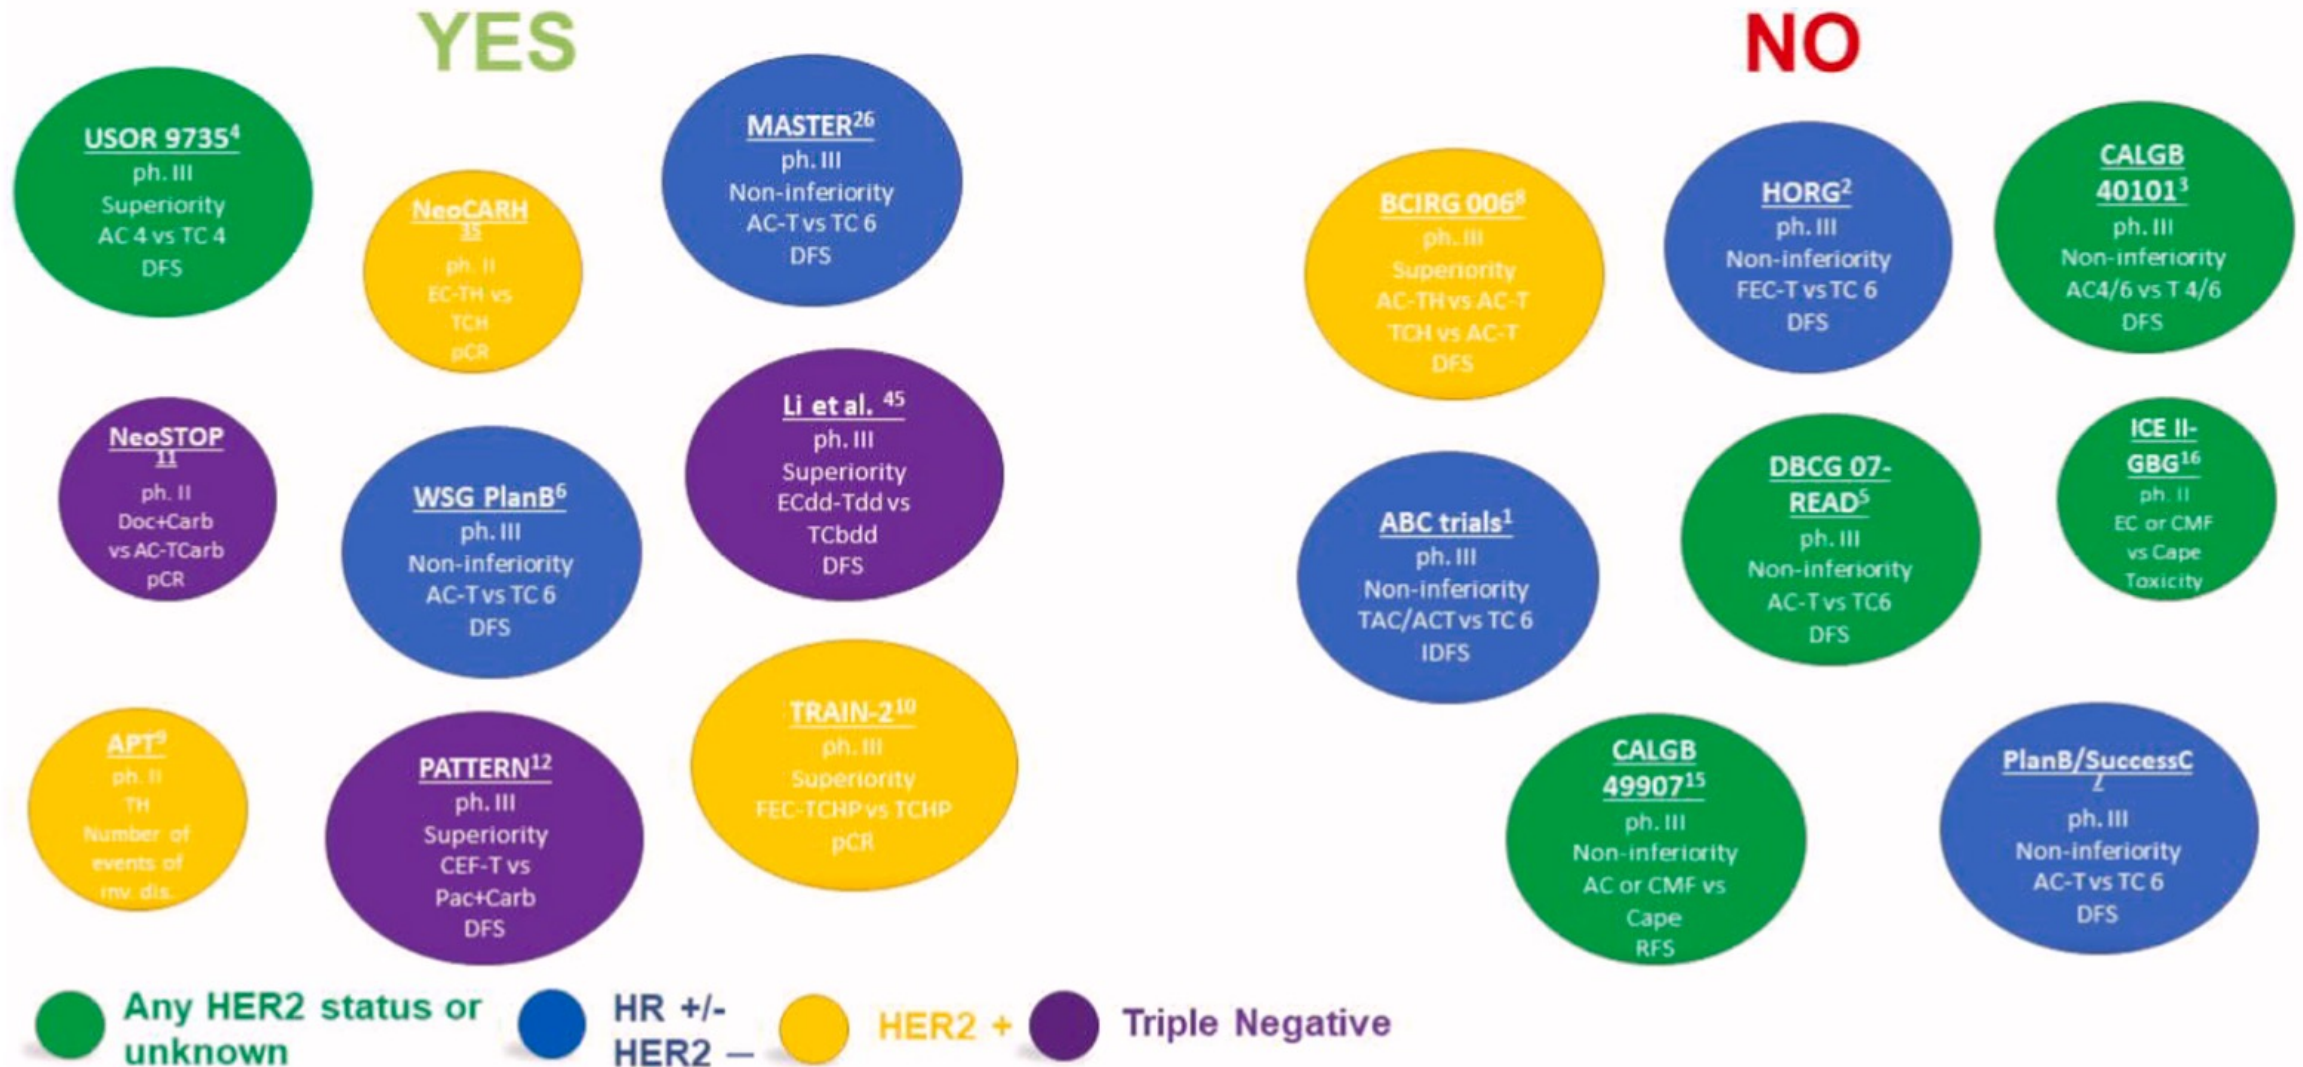 YES
NO
USOR 9735⁴
ph. III
Superiority
AC 4 vs TC 4
DFS
NeoCARH
35
ph. II
EC-TH vs
TCH
pCR
MASTER²⁶
ph. III
Non-inferiority
AC-T vs TC 6
DFS
NeoSTOP
11
ph. II
Doc+Carb
vs AC-TCarb
pCR
WSG PlanB⁶
ph. III
Non-inferiority
AC-T vs TC 6
DFS
Li et al. ⁴⁵
ph. III
Superiority
ECdd-Tdd vs
TCbdd
DFS
APT⁹
ph. II
TH
Number of
events of
inv dis.
PATTERN¹²
ph. III
Superiority
CEF-T vs
Pac+Carb
DFS
TRAIN-2¹⁰
ph. III
Superiority
FEC-TCHP vs TCHP
pCR
BCIRG 006⁸
ph. III
Superiority
AC-TH vs AC-T
TCH vs AC-T
DFS
HORG²
ph. III
Non-inferiority
FEC-T vs TC 6
DFS
CALGB
40101³
ph. III
Non-inferiority
AC4/6 vs T 4/6
DFS
ABC trials¹
ph. III
Non-inferiority
TAC/ACT vs TC 6
IDFS
DBCG 07-
READ⁵
ph. III
Non-inferiority
AC-T vs TC6
DFS
ICE II-
GBG¹⁶
ph. II
EC or CMF
vs Cape
Toxicity
CALGB
49907¹⁵
ph. III
Non-inferiority
AC or CMF vs
Cape
RFS
PlanB/SuccessC
7
ph. III
Non-inferiority
AC-T vs TC 6
DFS
Any HER2 status or
unknown
HR +/-
HER2 –
HER2 +
Triple Negative